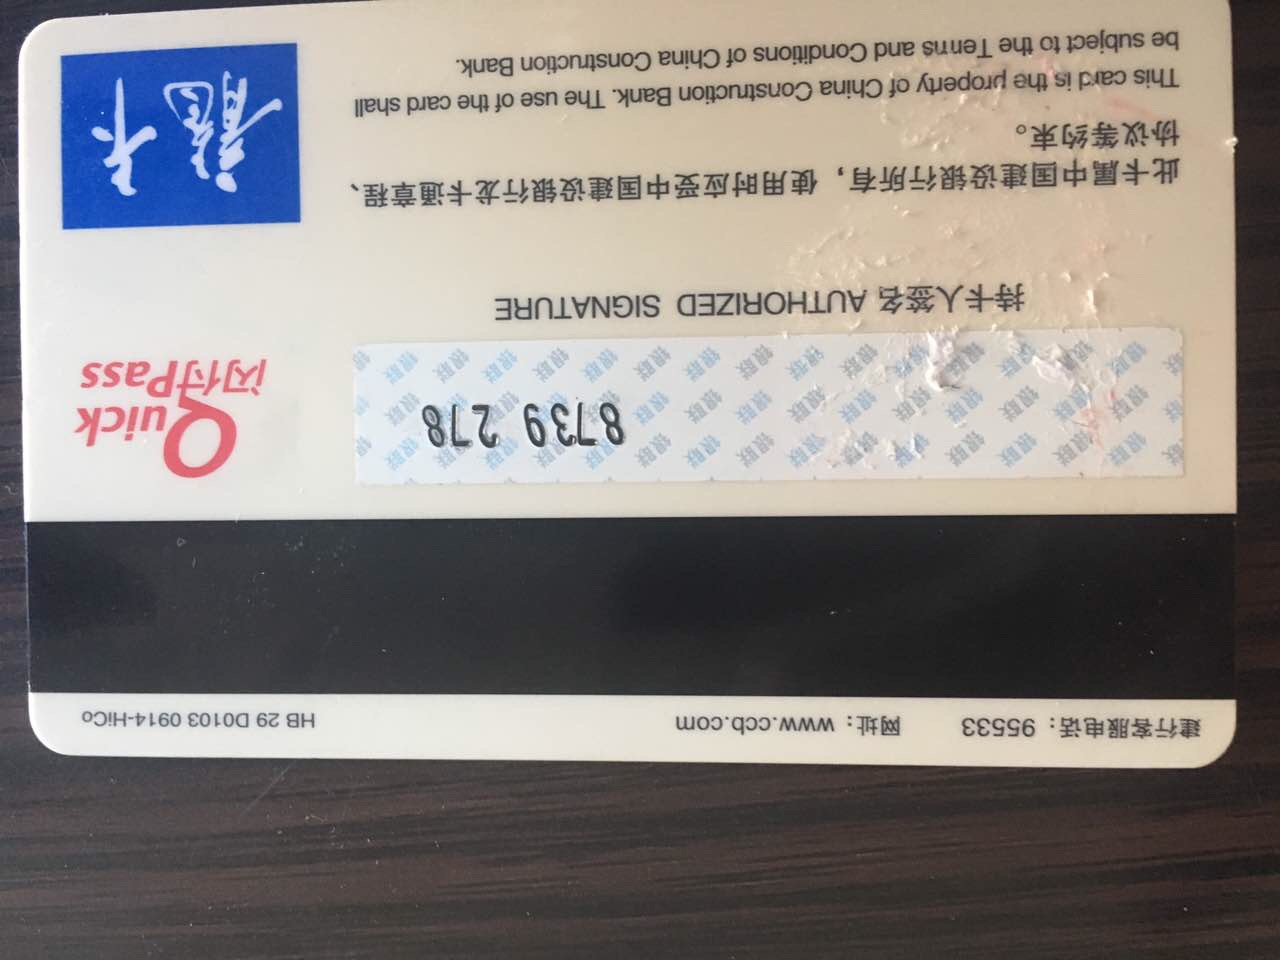 建行客服电话：95533 网址：www.ccb.com HB 29 D0103 0914-HiCo
8739 278
Quick
闪付Pass
持卡人签名 AUTHORIZED SIGNATURE
此卡属中国建设银行所有，使用时应受中国建设银行龙卡通章程、
协议等约束。
This card is the property of China Construction Bank. The use of the card shall
be subject to the Terms and Conditions of China Construction Bank.
龍卡